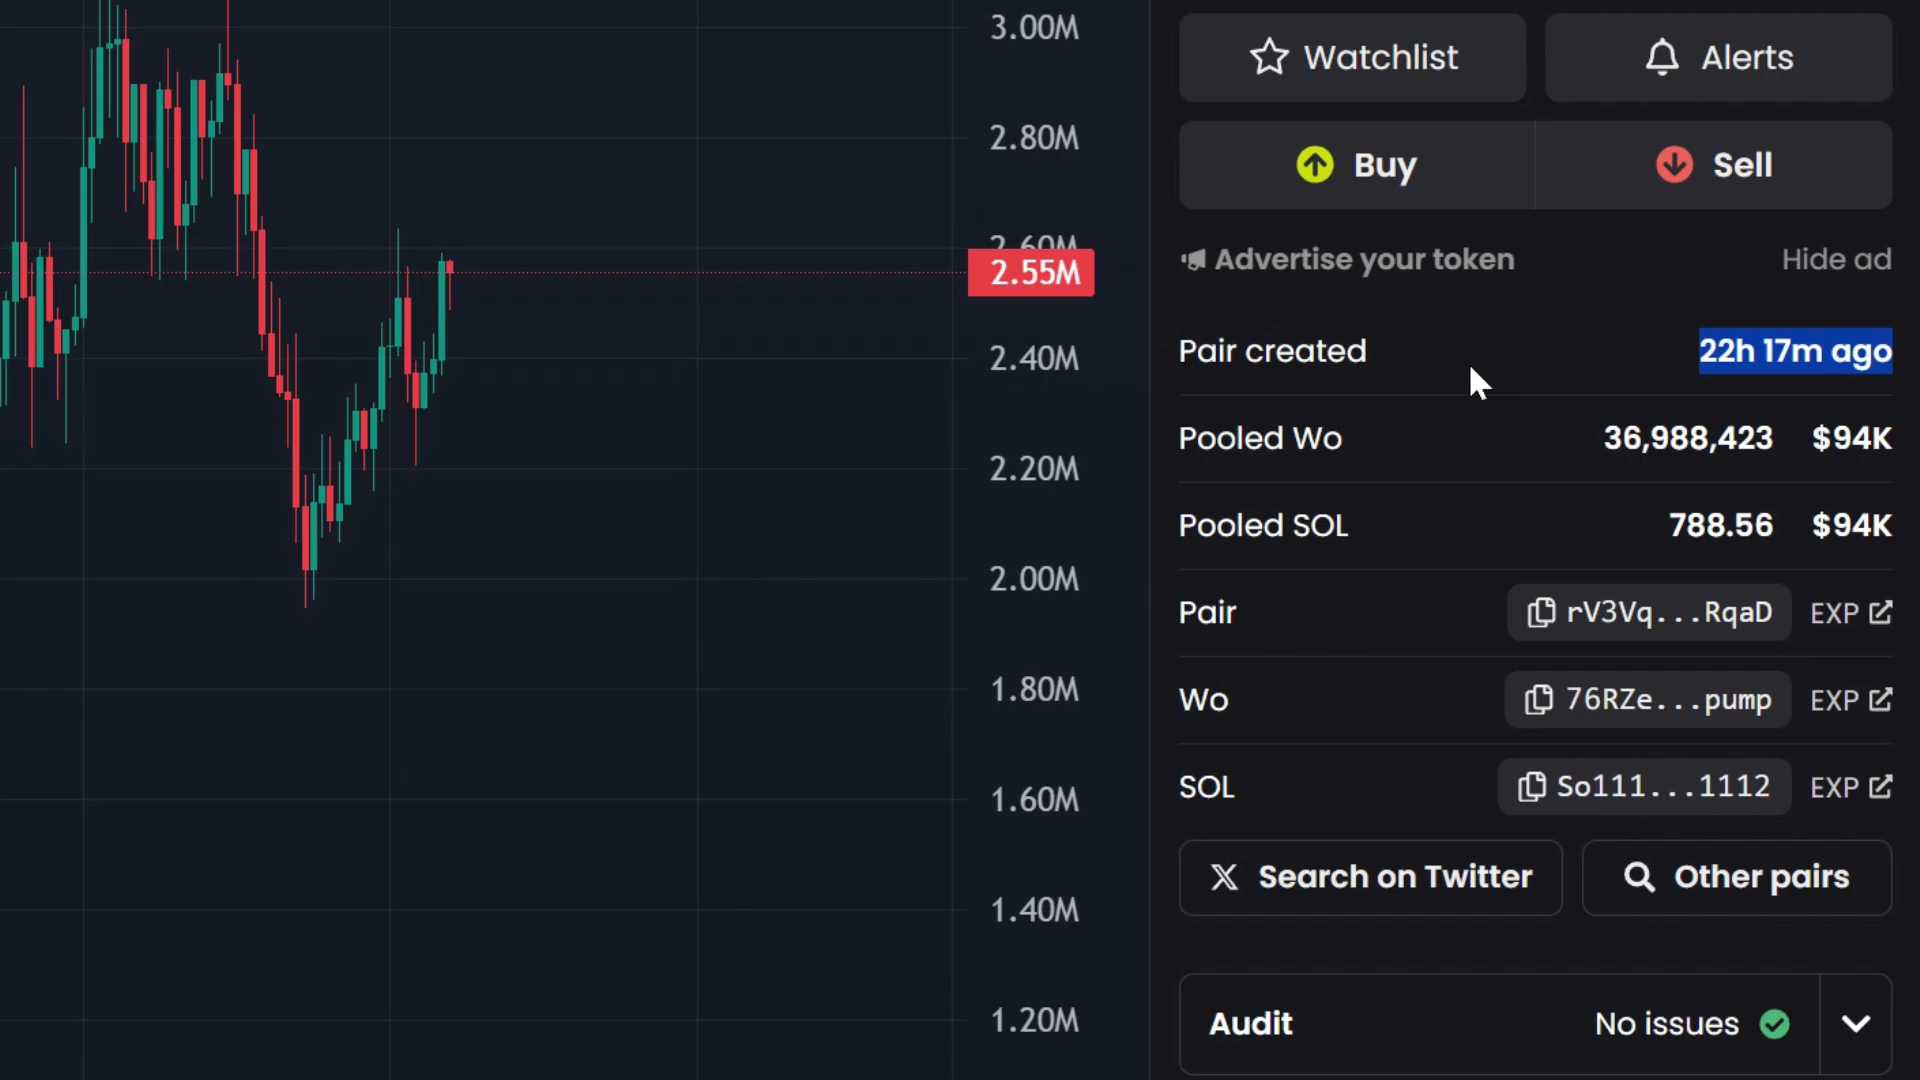 3.00M
2.80M
2.60M
2.55M
2.40M
2.20M
2.00M
1.80M
1.60M
1.40M
1.20M
Watchlist
Alerts
Buy
Sell
Advertise your token
Hide ad
Pair created 22h 17m ago
Pooled Wo 36,988,423 $94K
Pooled SOL 788.56 $94K
Pair rV3Vq...RqaD EXP
Wo 76RZe...pump EXP
SOL So111...1112 EXP
Search on Twitter
Other pairs
Audit No issues